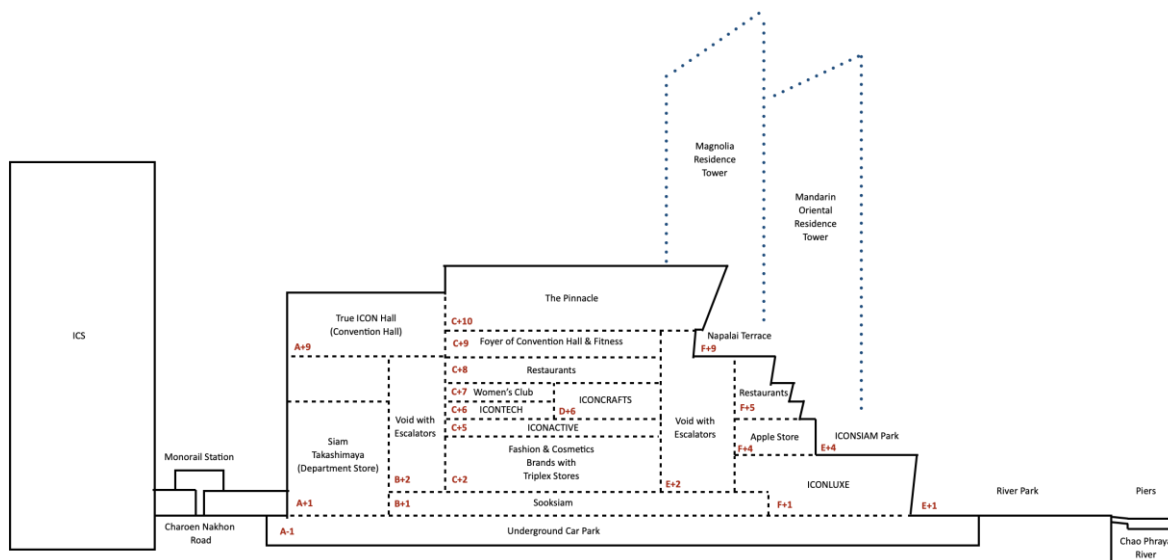 Magnolia
Residence
Tower
Mandarin
Oriental
Residence
Tower
ICS
The Pinnacle
C+10
True ICON Hall
(Convention Hall)
A+9
C+9
Foyer of Convention Hall & Fitness
Napalai Terrace
F+9
C+8
Restaurants
C+7
Women's Club
ICONCRAFTS
D+6
C+6
ICONTECH
C+5
ICONACTIVE
Restaurants
F+5
Void with
Escalators
B+2
Void with
Escalators
E+2
Apple Store
F+4
ICONSIAM Park
E+4
Siam
Takashimaya
(Department Store)
A+1
Fashion & Cosmetics
Brands with
Triplex Stores
C+2
ICONLUXE
F+1
Monorail Station
B+1
Sooksiam
E+1
River Park
Piers
Charoen Nakhon
Road
A-1
Underground Car Park
Chao Phraya
River